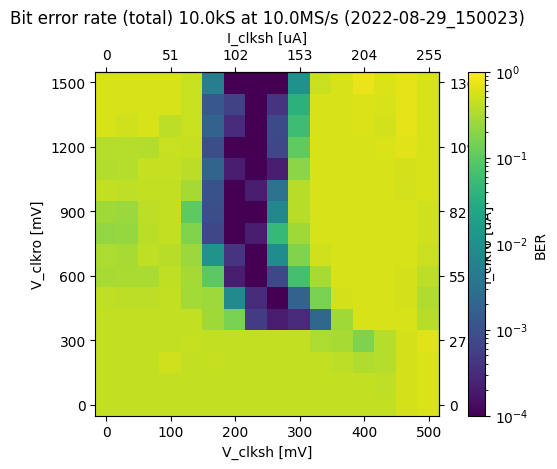 Bit error rate (total) 10.0kS at 10.0MS/s (2022-08-29_150023)
I_clksh [uA]
0 51 102 153 204 255
1500
1200
900
600
300
0
V_clkro [mV]
82
55
27
0
10^0
10^-1
10^-2
10^-3
10^-4
BER
0 100 200 300 400 500
V_clksh [mV]